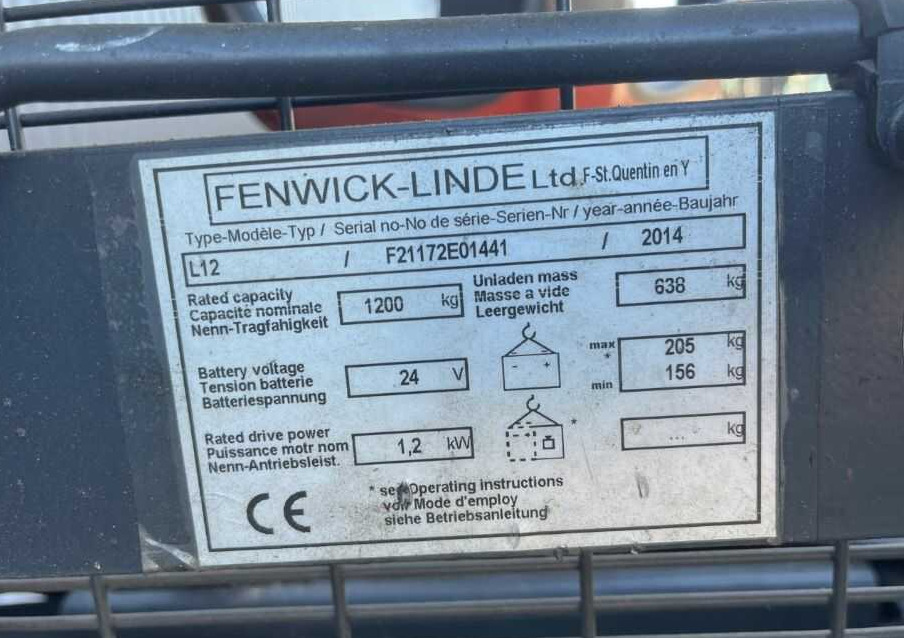 FENWICK-LINDE Ltd F-St.Quentin en Y
Type-Modèle-Typ / Serial no-No de série-Serien-Nr / year-année-Baujahr
L12 / F21172E01441 / 2014
Rated capacity
Capacité nominale
Nenn-Tragfahigkeit
1200 kg
Unladen mass
Masse a vide
Leergewicht
638 kg
Battery voltage
Tension batterie
Batteriespannung
24 V
- +
max 205 kg
*
min 156 kg
Rated drive power
Puissance motr nom
Nenn-Antriebsleist.
1,2 kW
*
... kg
* see Operating instructions
voir Mode d'employ
siehe Betriebsanleitung
CE